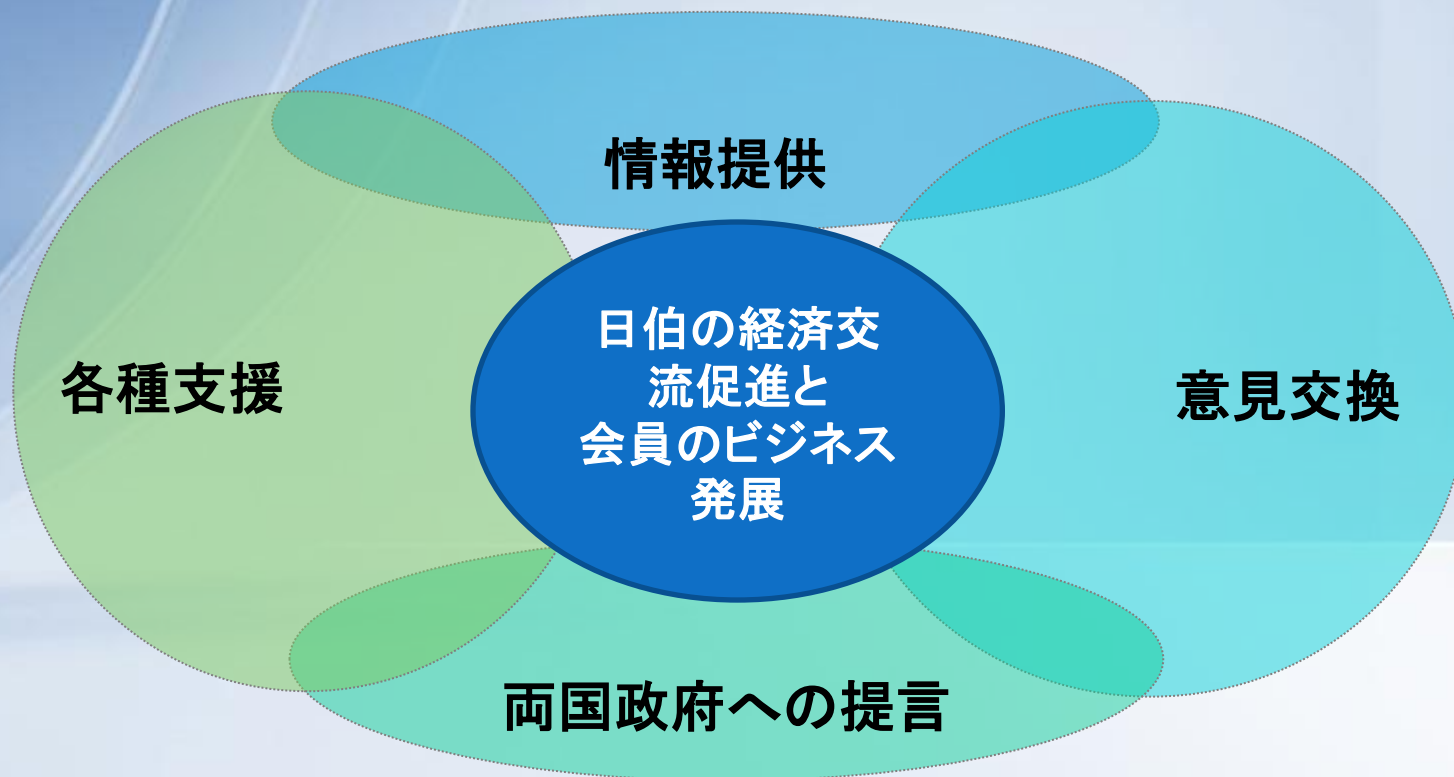 情報提供
日伯の経済交
流促進と
会員のビジネス
発展
各種支援
意見交換
両国政府への提言